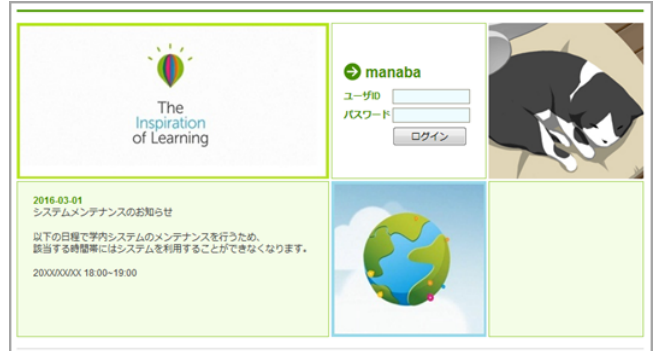 The
Inspiration
of Learning
manaba
ユーザID
パスワード
ログイン
2016-03-01
システムメンテナンスのお知らせ
以下の日程で学内システムのメンテナンスを行うため、
該当する時間帯にはシステムを利用することができなくなります。
20XX/XX/XX 18:00~19:00